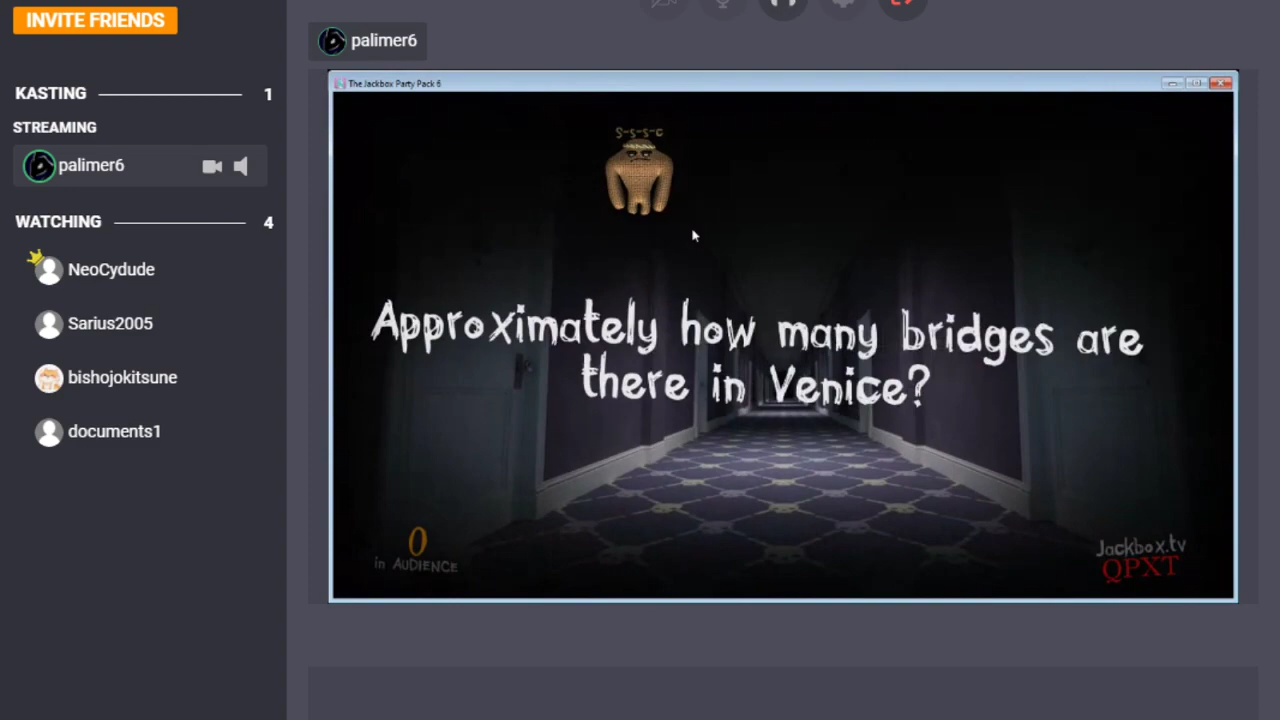 INVITE FRIENDS
KASTING 1
STREAMING
palimer6
WATCHING 4
NeoCydude
Sarius2005
bishojokitsune
documents1
palimer6
The Jackbox Party Pack 6
S-s-s-c
Approximately how many bridges are
there in Venice?
0
in AUDIENCE
Jackbox.tv
QPXT